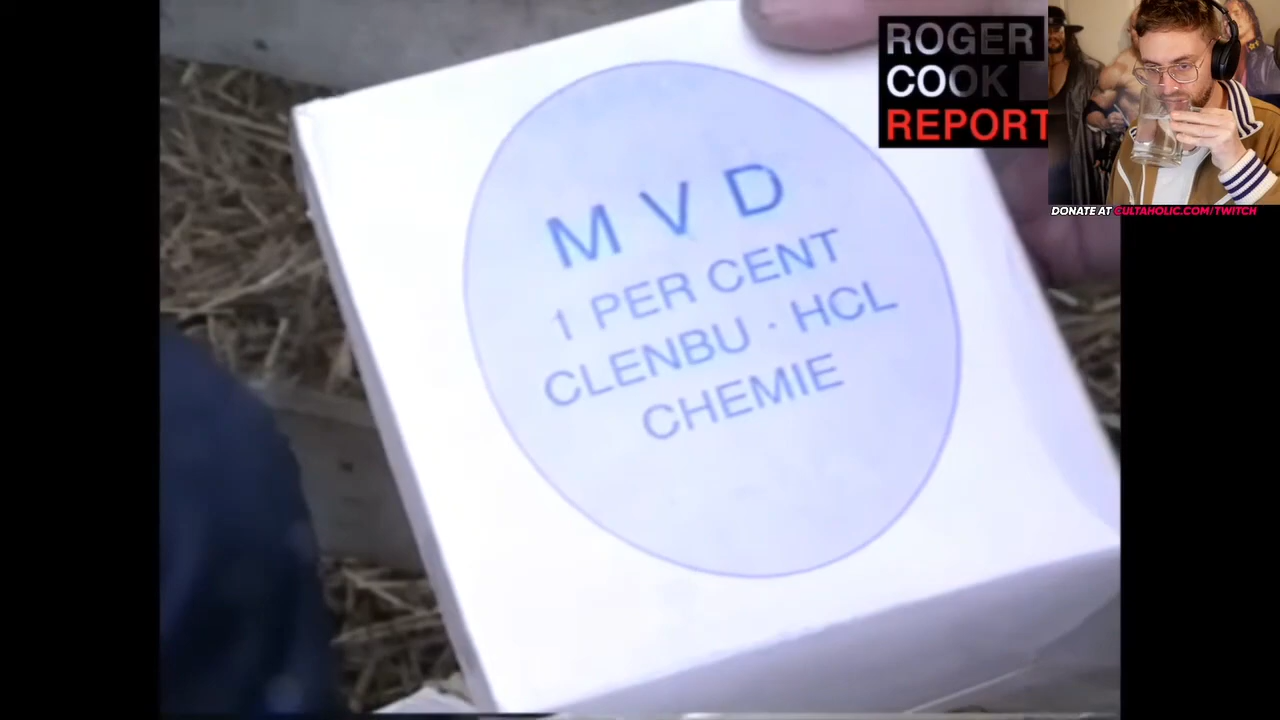 ROGER
COOK
REPORT
DONATE AT CULTAHOLIC.COM/TWITCH
M V D
1 PER CENT
CLENBU · HCL
CHEMIE